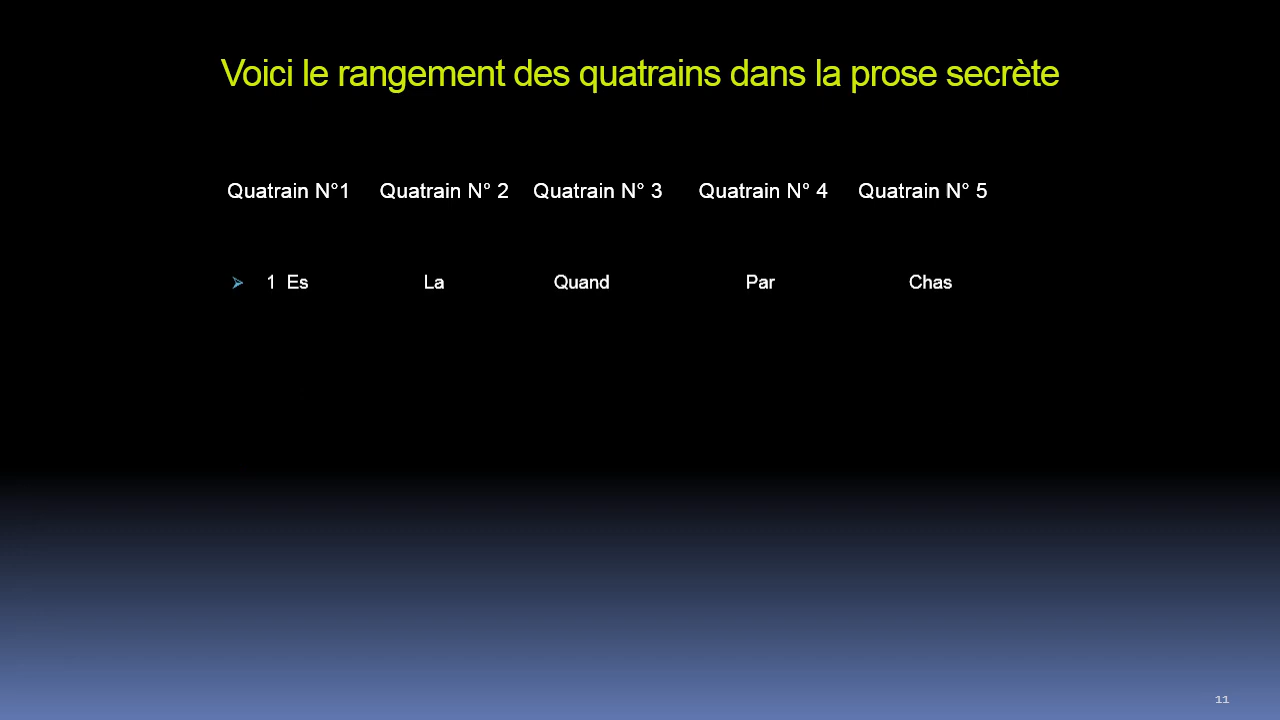 Voici le rangement des quatrains dans la prose secrète
Quatrain N°1 Quatrain N° 2 Quatrain N° 3 Quatrain N° 4 Quatrain N° 5
➢ 1 Es La Quand Par Chas
11